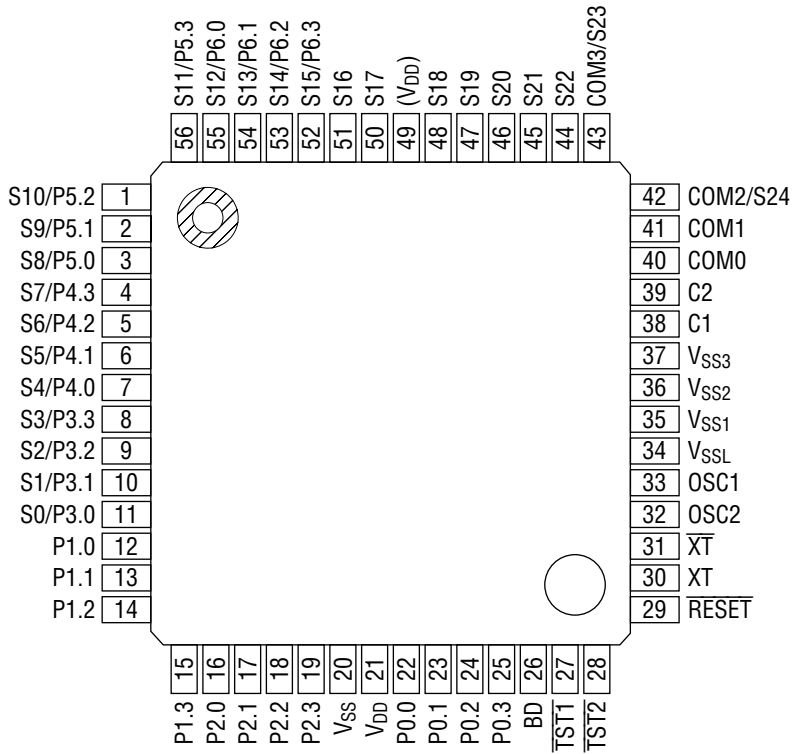 S11/P5.3
S12/P6.0
S13/P6.1
S14/P6.2
S15/P6.3
S16
S17
(VDD)
S18
S19
S20
S21
S22
COM3/S23
56
55
54
53
52
51
50
49
48
47
46
45
44
43
S10/P5.2 1
S9/P5.1 2
S8/P5.0 3
S7/P4.3 4
S6/P4.2 5
S5/P4.1 6
S4/P4.0 7
S3/P3.3 8
S2/P3.2 9
S1/P3.1 10
S0/P3.0 11
P1.0 12
P1.1 13
P1.2 14
42 COM2/S24
41 COM1
40 COM0
39 C2
38 C1
37 VSS3
36 VSS2
35 VSS1
34 VSSL
33 OSC1
32 OSC2
31 X̅T̅
30 XT
29 R̅E̅S̅E̅T̅
15
16
17
18
19
20
21
22
23
24
25
26
27
28
P1.3
P2.0
P2.1
P2.2
P2.3
VSS
VDD
P0.0
P0.1
P0.2
P0.3
BD
T̅S̅T̅1̅
T̅S̅T̅2̅